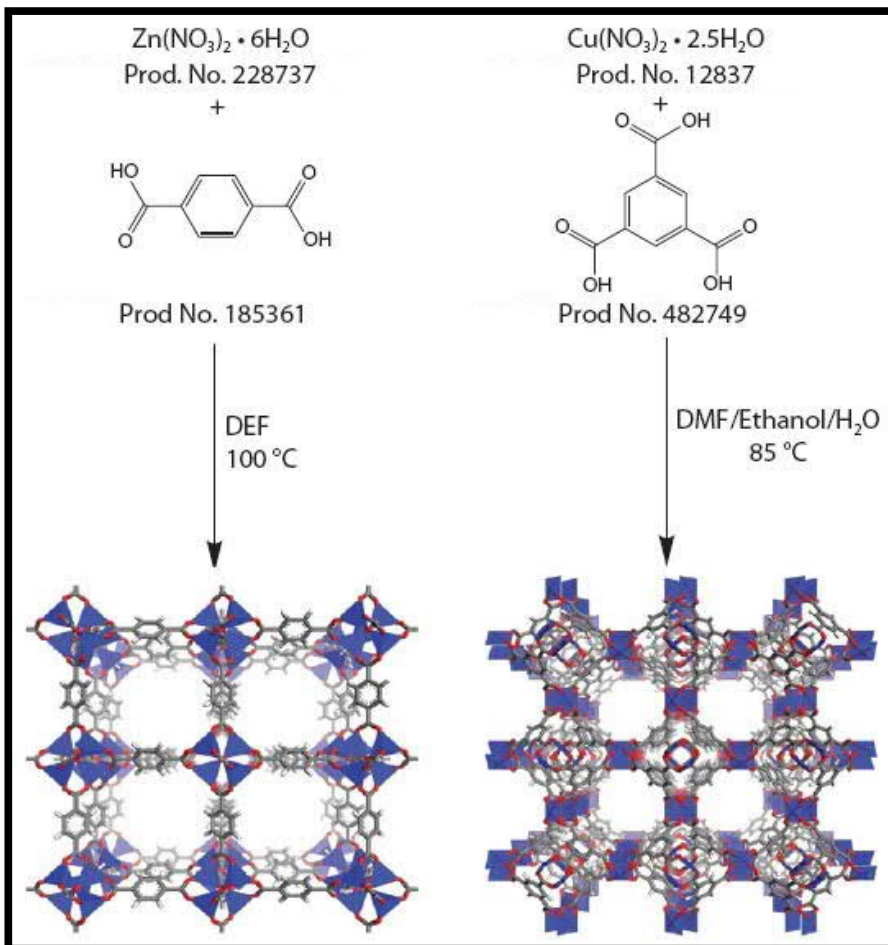 Zn(NO₃)₂ • 6H₂O
Prod. No. 228737
+
HO
O
O
OH
Prod No. 185361
DEF
100 °C
Cu(NO₃)₂ • 2.5H₂O
Prod. No. 12837
+
O
OH
O
OH
O
OH
Prod No. 482749
DMF/Ethanol/H₂O
85 °C